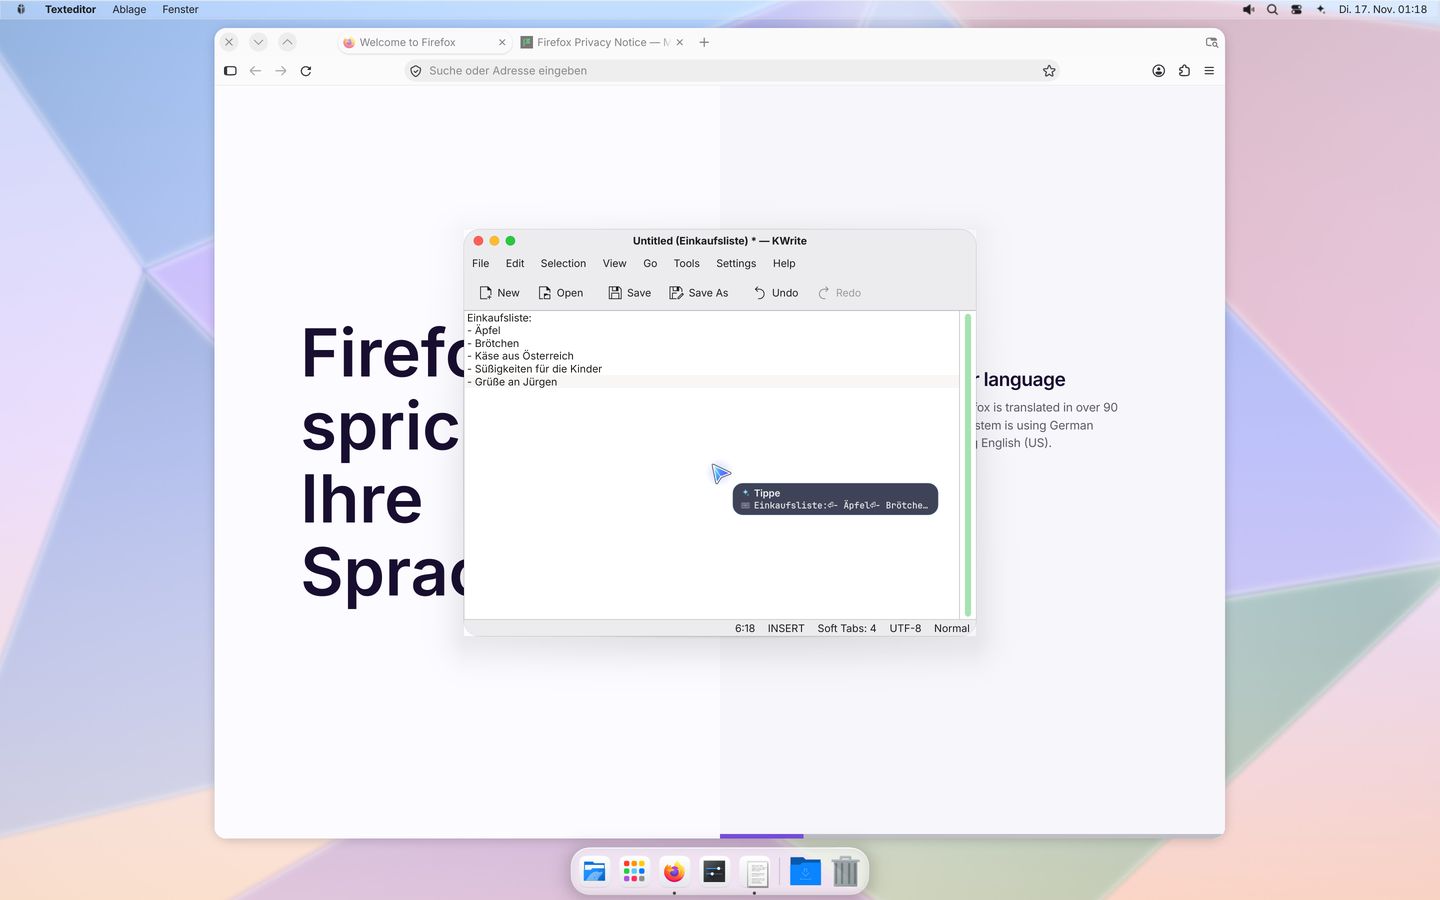 Texteditor Ablage Fenster Di. 17. Nov. 01:18
Welcome to Firefox Firefox Privacy Notice —
Suche oder Adresse eingeben
Untitled (Einkaufsliste) * — KWrite
File Edit Selection View Go Tools Settings Help
New Open Save Save As Undo Redo
Einkaufsliste:
- Äpfel
- Brötchen
- Käse aus Österreich
- Süßigkeiten für die Kinder
- Grüße an Jürgen
Tippe
Einkaufsliste:⏎- Äpfel⏎- Brötche…
6:18 INSERT Soft Tabs: 4 UTF-8 Normal
Firefo
spric
Ihre
Sprac
r language
fox is translated in over 90
stem is using German
g English (US).